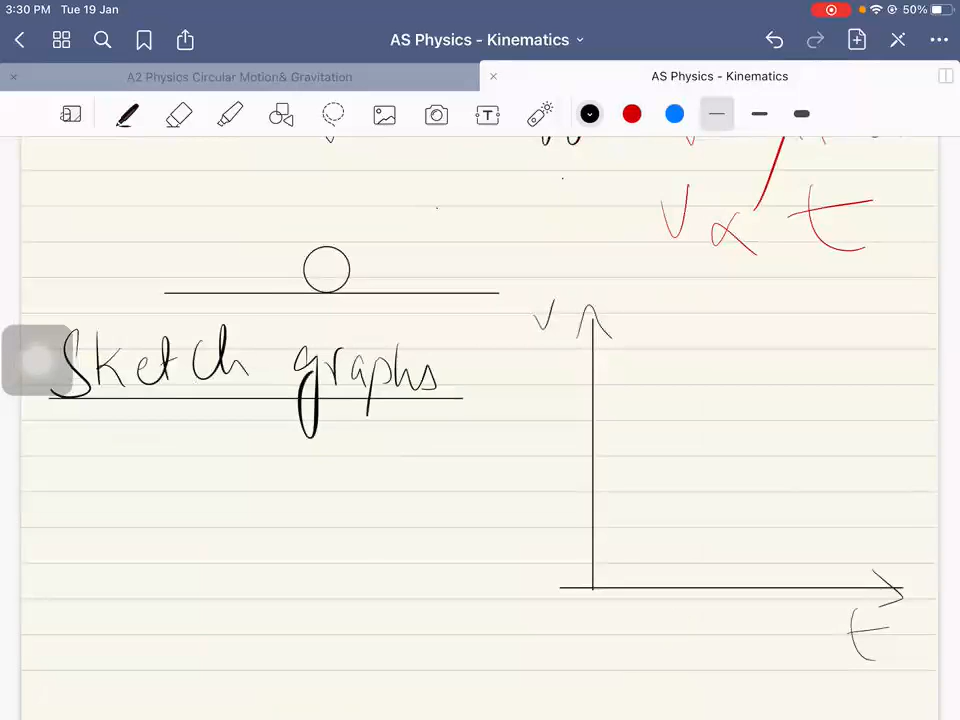 3:30 PM Tue 19 Jan 50%
AS Physics - Kinematics
A2 Physics Circular Motion& Gravitation
AS Physics - Kinematics
v ∝ t
Sketch graphs
v
t